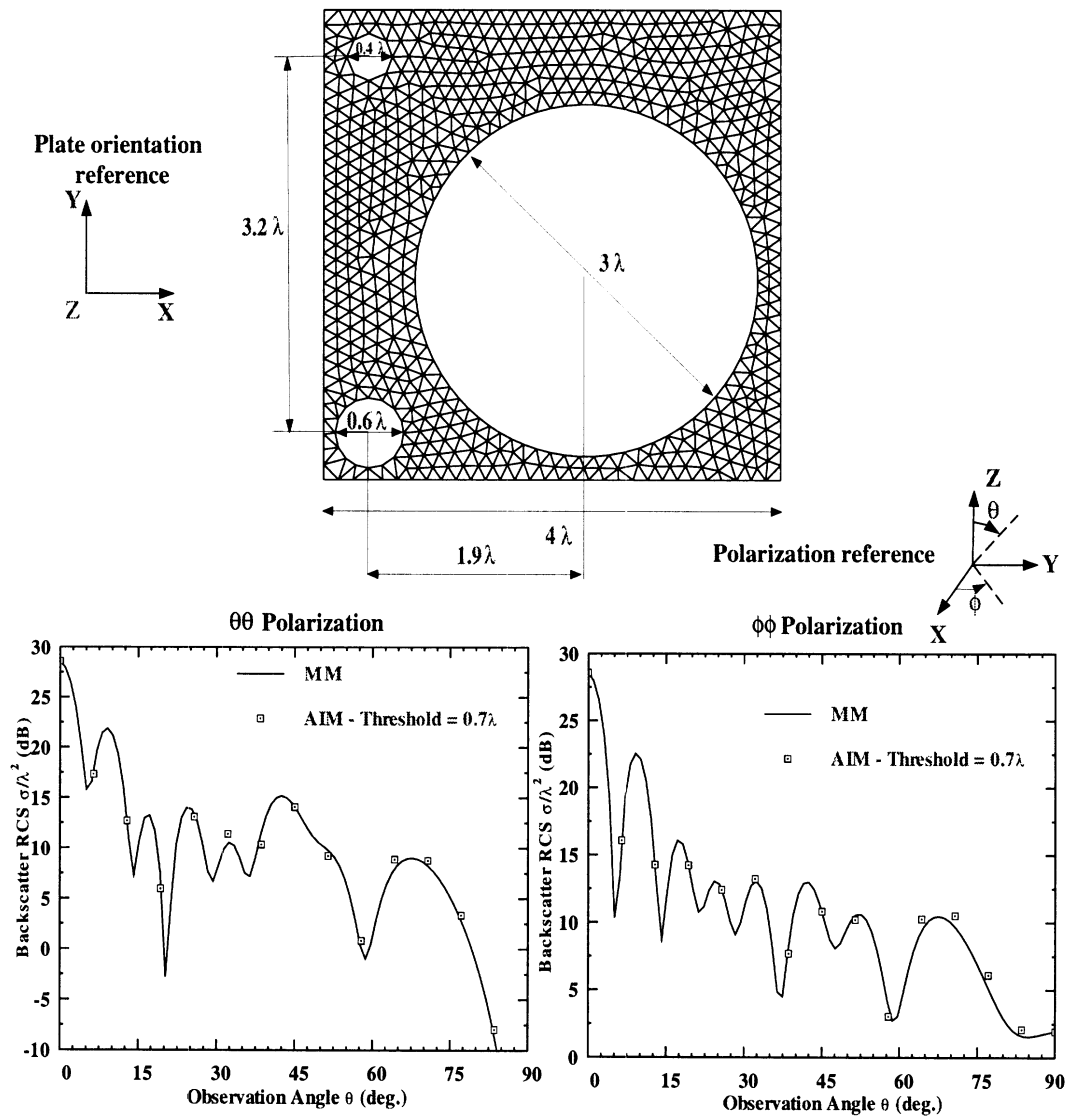 0.4 λ
Plate orientation
reference
Y
Z
X
3.2 λ
3 λ
0.6 λ
4 λ
1.9λ
Polarization reference
Z
θ
Y
ϕ
X
θθ Polarization
30
25
20
15
10
5
0
-5
-10
Backscatter RCS σ/λ² (dB)
MM
AIM - Threshold = 0.7λ
0 15 30 45 60 75 90
Observation Angle θ (deg.)
ϕϕ Polarization
30
25
20
15
10
5
0
Backscatter RCS σ/λ² (dB)
MM
AIM - Threshold = 0.7λ
0 15 30 45 60 75 90
Observation Angle θ (deg.)